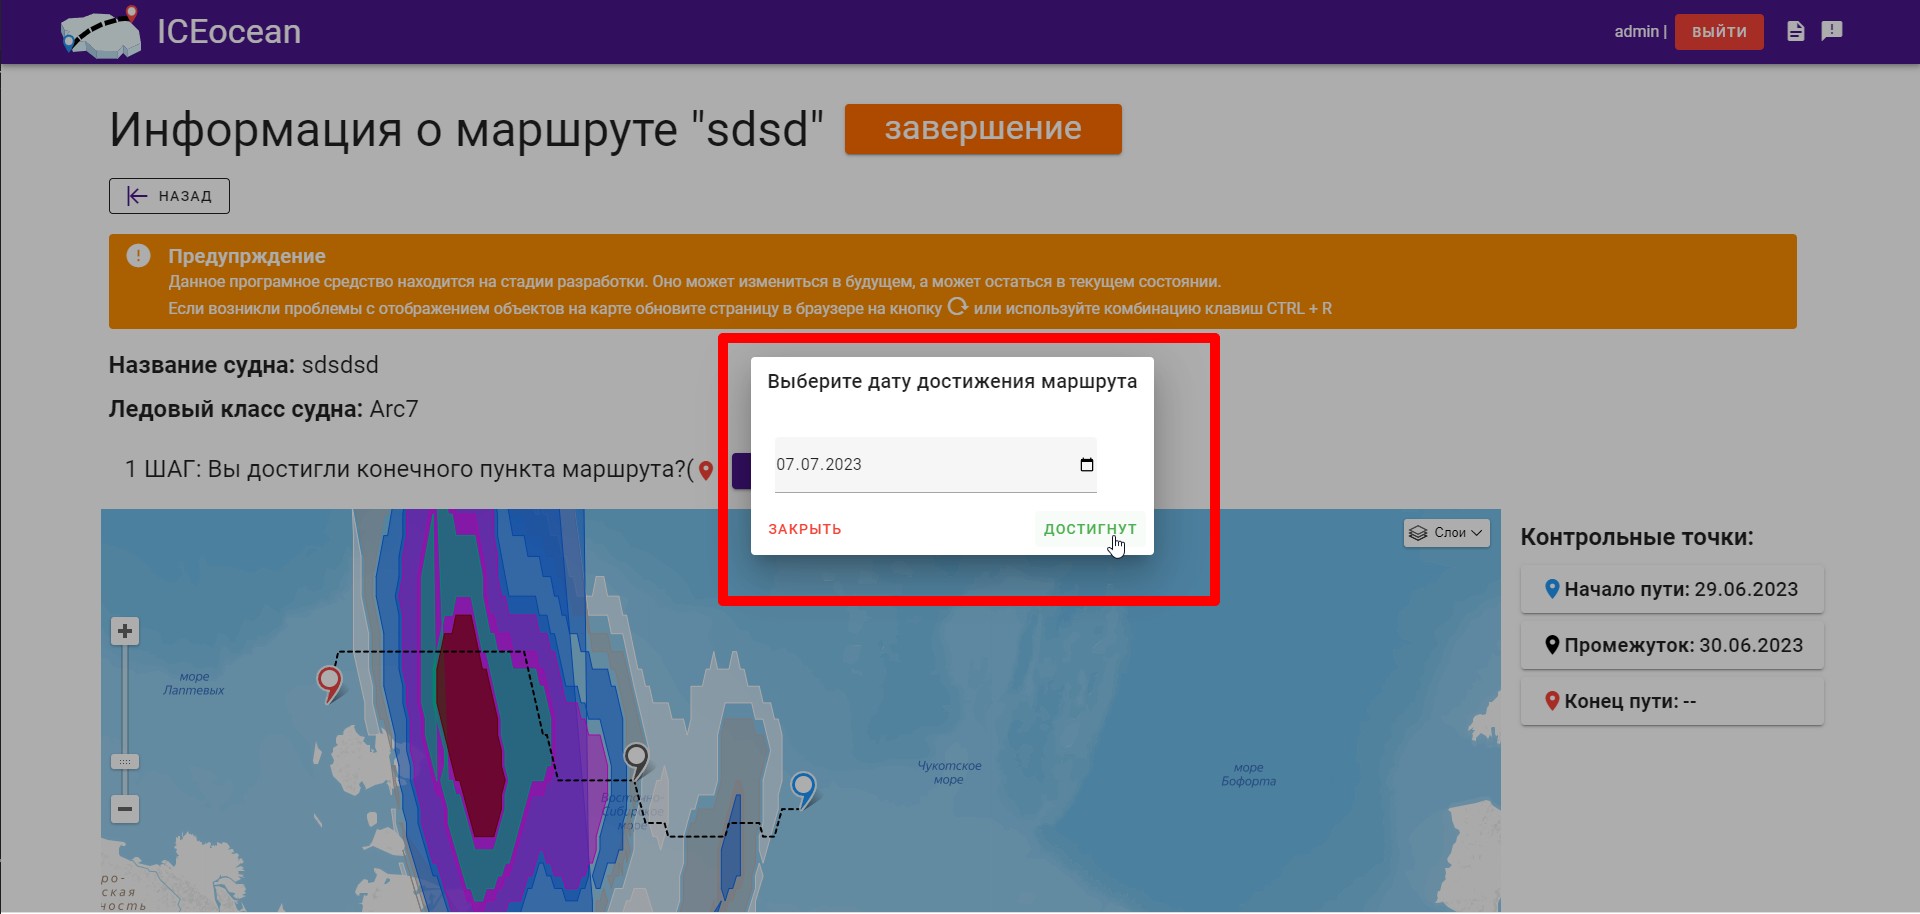 ICEocean
admin |
ВЫЙТИ
Информация о маршруте "sdsd"
завершение
НАЗАД
Предупрждение
Данное програмное средство находится на стадии разработки. Оно может измениться в будущем, а может остаться в текущем состоянии.
Если возникли проблемы с отображением объектов на карте обновите страницу в браузере на кнопку или используйте комбинацию клавиш CTRL + R
Название судна: sdsdsd
Ледовый класс судна: Arc7
1 ШАГ: Вы достигли конечного пункта маршрута?(
Выберите дату достижения маршрута
07.07.2023
ЗАКРЫТЬ
ДОСТИГНУТ
Слои
море
Лаптевых
Восточно-
Сибирское
море
Чукотское
море
море
Бофорта
ро-
ская
ность
Контрольные точки:
Начало пути: 29.06.2023
Промежуток: 30.06.2023
Конец пути: --